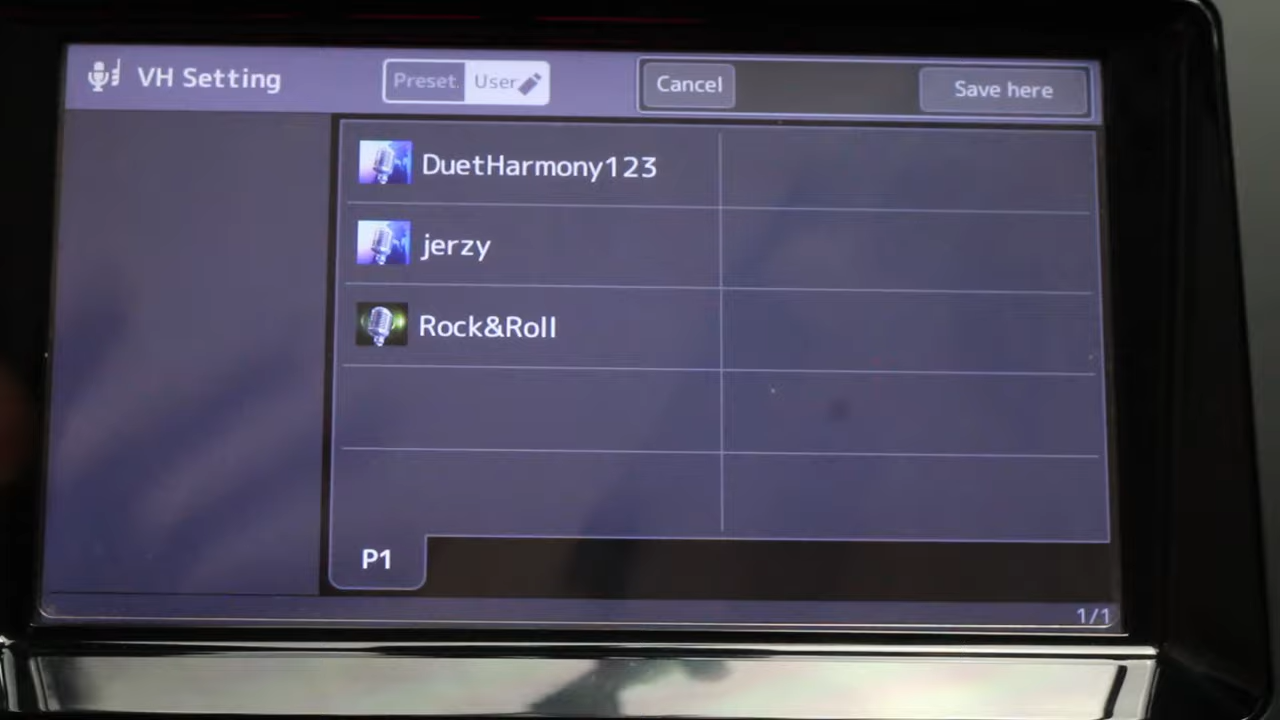 VH Setting
Preset
User
Cancel
Save here
DuetHarmony123
jerzy
Rock&Roll
P1
1/1